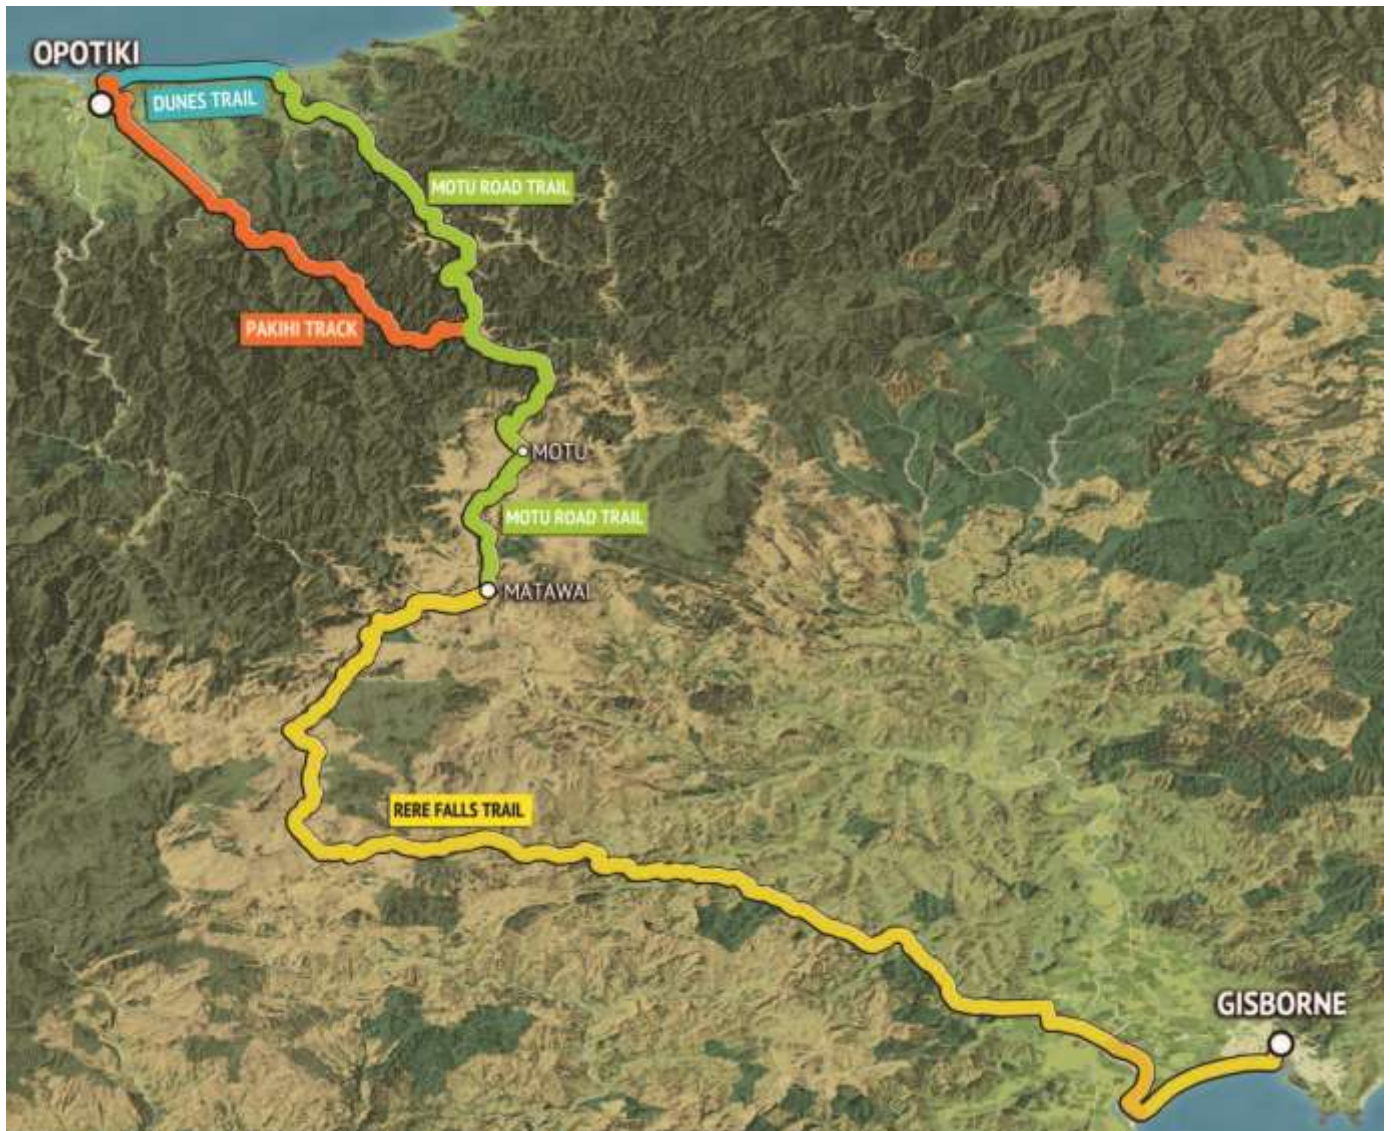 OPOTIKI
DUNES TRAIL
MOTU ROAD TRAIL
PAKIHI TRACK
MOTU
MOTU ROAD TRAIL
MATAWAI
RERE FALLS TRAIL
GISBORNE